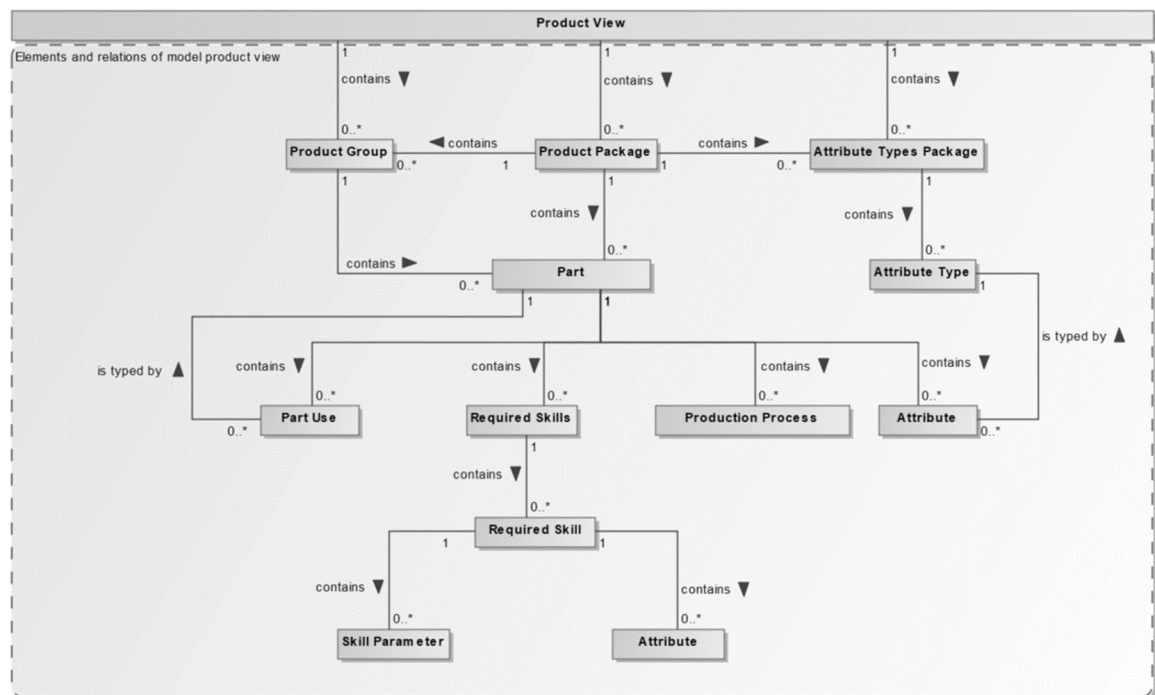 Product View
Elements and relations of model product view
1
1
1
contains
contains
contains
0..*
0..*
0..*
Product Group
contains
Product Package
contains
Attribute Types Package
0..*
1
1
0..*
1
1
1
contains
contains
0..*
0..*
contains
Part
Attribute Type
0..*
1
1
1
is typed by
is typed by
contains
contains
contains
contains
0..*
0..*
0..*
0..*
Part Use
Required Skills
Production Process
Attribute
0..*
0..*
1
contains
0..*
Required Skill
1
1
contains
contains
0..*
0..*
Skill Parameter
Attribute